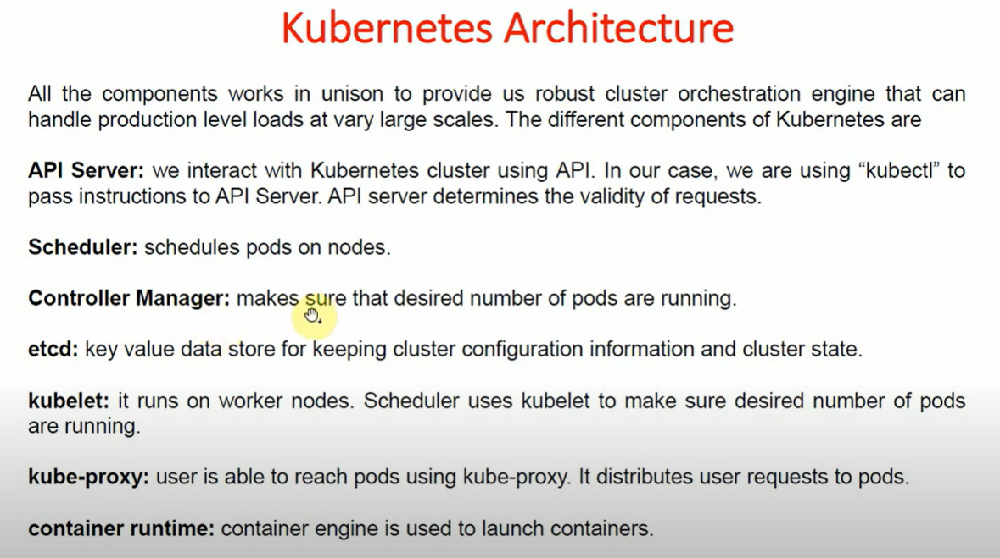 Kubernetes Architecture
All the components works in unison to provide us robust cluster orchestration engine that can
handle production level loads at vary large scales. The different components of Kubernetes are
API Server: we interact with Kubernetes cluster using API. In our case, we are using “kubectl” to
pass instructions to API Server. API server determines the validity of requests.
Scheduler: schedules pods on nodes.
Controller Manager: makes sure that desired number of pods are running.
etcd: key value data store for keeping cluster configuration information and cluster state.
kubelet: it runs on worker nodes. Scheduler uses kubelet to make sure desired number of pods
are running.
kube-proxy: user is able to reach pods using kube-proxy. It distributes user requests to pods.
container runtime: container engine is used to launch containers.